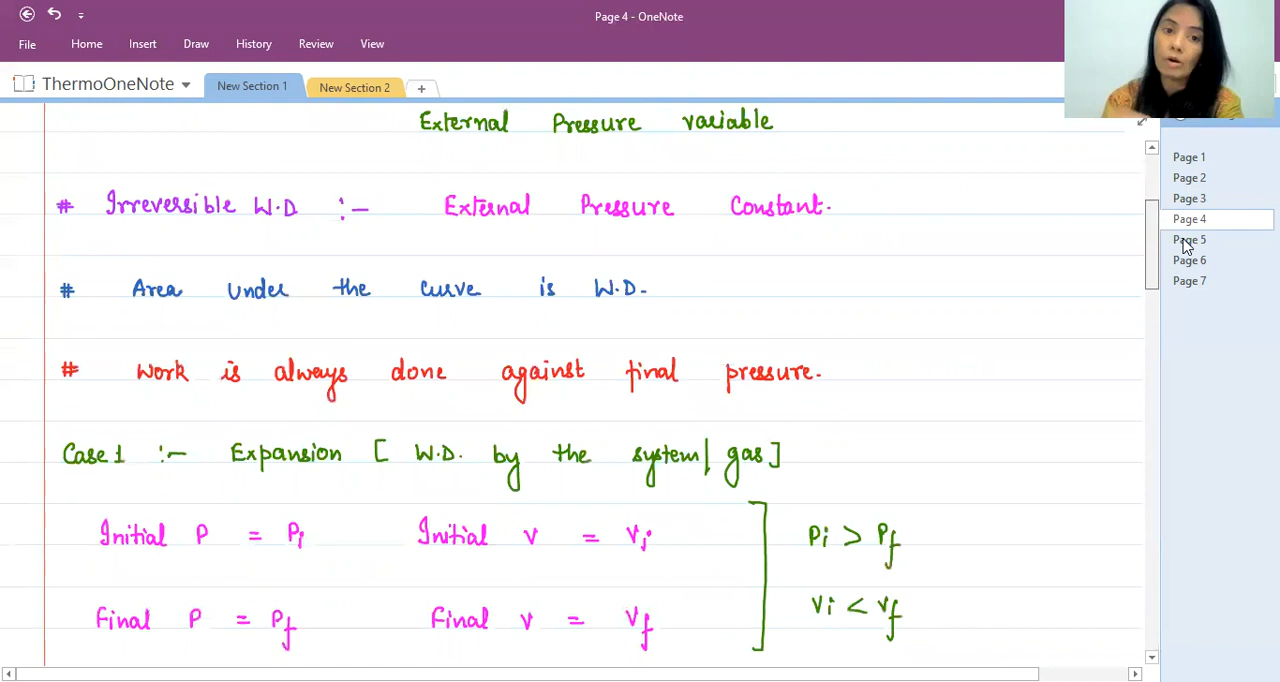 Page 4 - OneNote
File Home Insert Draw History Review View
ThermoOneNote New Section 1 New Section 2 +
External Pressure variable
# Irreversible W.D :- External Pressure Constant.
# Area under the curve is W.D.
# Work is always done against final pressure.
Case 1 :- Expansion [ W.D. by the system/gas]
Initial P = Pi Initial V = Vi Pi > Pf
Final P = Pf Final V = Vf Vi < Vf
Page 1
Page 2
Page 3
Page 4
Page 5
Page 6
Page 7